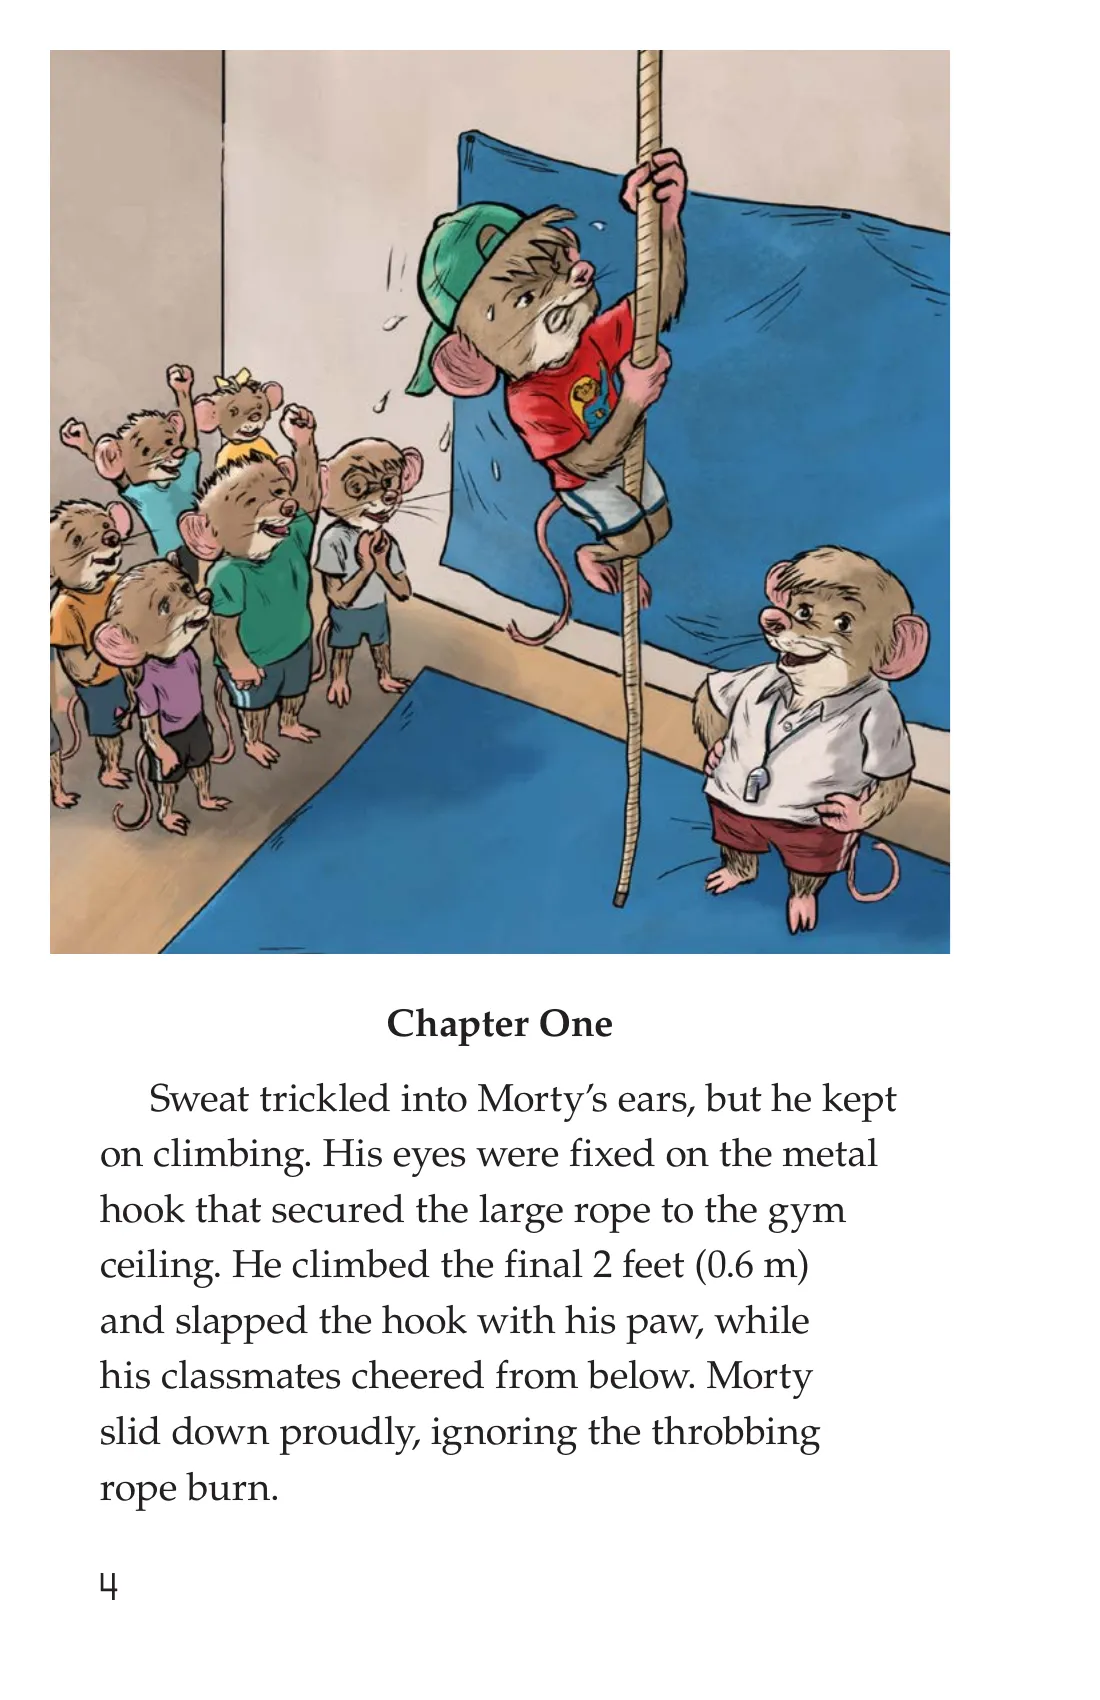 Chapter One
Sweat trickled into Morty’s ears, but he kept
on climbing. His eyes were fixed on the metal
hook that secured the large rope to the gym
ceiling. He climbed the final 2 feet (0.6 m)
and slapped the hook with his paw, while
his classmates cheered from below. Morty
slid down proudly, ignoring the throbbing
rope burn.
4